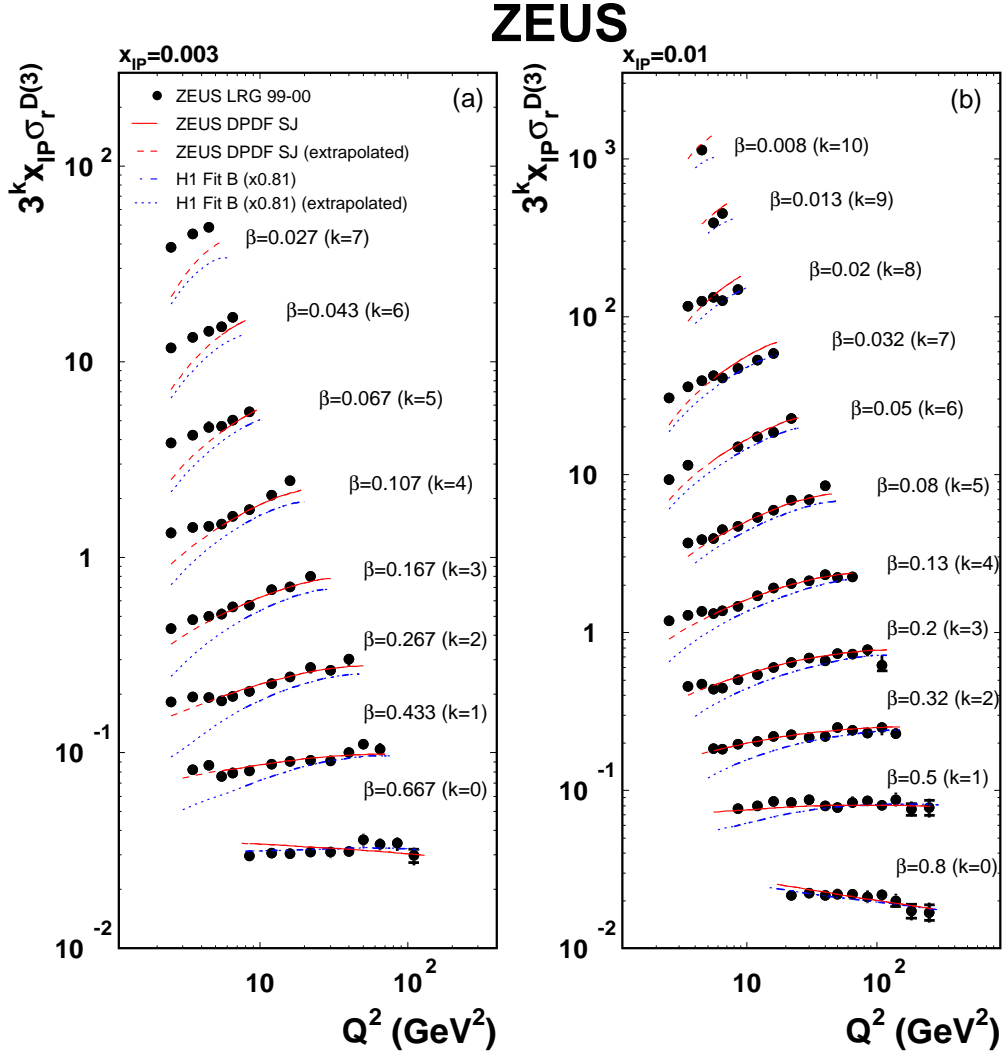 ZEUS
x_IP=0.003
3^k x_IP σ_r^D(3)
(a)
ZEUS LRG 99-00
ZEUS DPDF SJ
ZEUS DPDF SJ (extrapolated)
H1 Fit B (x0.81)
H1 Fit B (x0.81) (extrapolated)
β=0.027 (k=7)
β=0.043 (k=6)
β=0.067 (k=5)
β=0.107 (k=4)
β=0.167 (k=3)
β=0.267 (k=2)
β=0.433 (k=1)
β=0.667 (k=0)
10^2
10
1
10^-1
10^-2
10
10^2
Q^2 (GeV^2)
x_IP=0.01
3^k x_IP σ_r^D(3)
(b)
β=0.008 (k=10)
β=0.013 (k=9)
β=0.02 (k=8)
β=0.032 (k=7)
β=0.05 (k=6)
β=0.08 (k=5)
β=0.13 (k=4)
β=0.2 (k=3)
β=0.32 (k=2)
β=0.5 (k=1)
β=0.8 (k=0)
10^3
10^2
10
1
10^-1
10^-2
10
10^2
Q^2 (GeV^2)